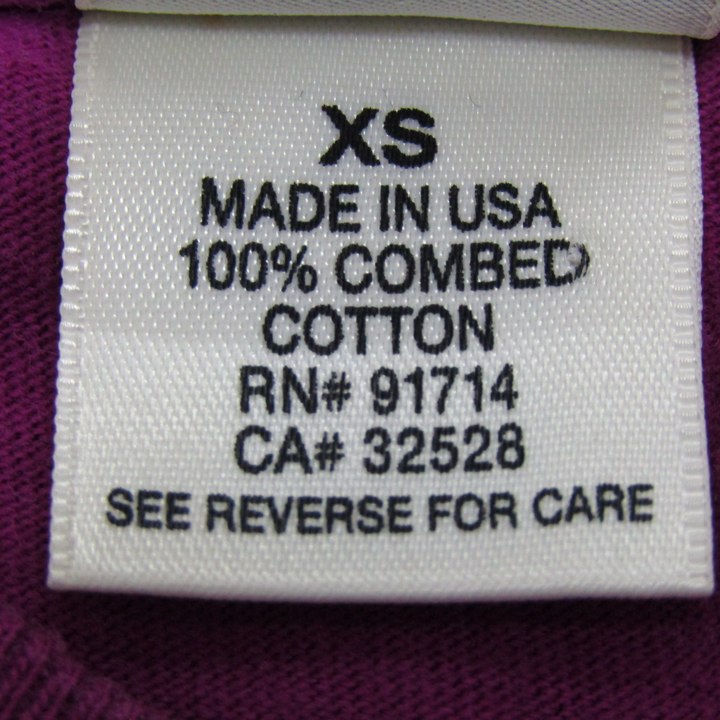 XS
MADE IN USA
100% COMBED
COTTON
RN# 91714
CA# 32528
SEE REVERSE FOR CARE